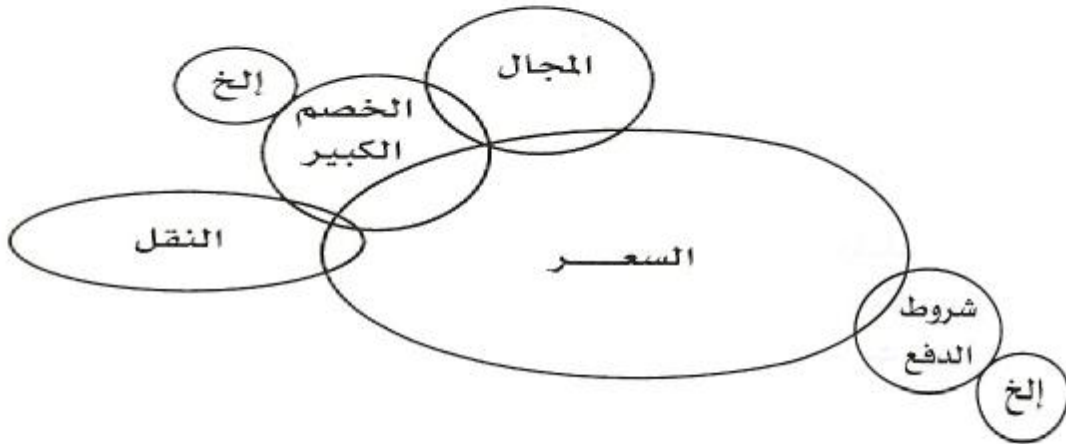 المجال
إلخ
الخصم
الكبير
النقل
السعـــر
شروط
الدفع
إلخ